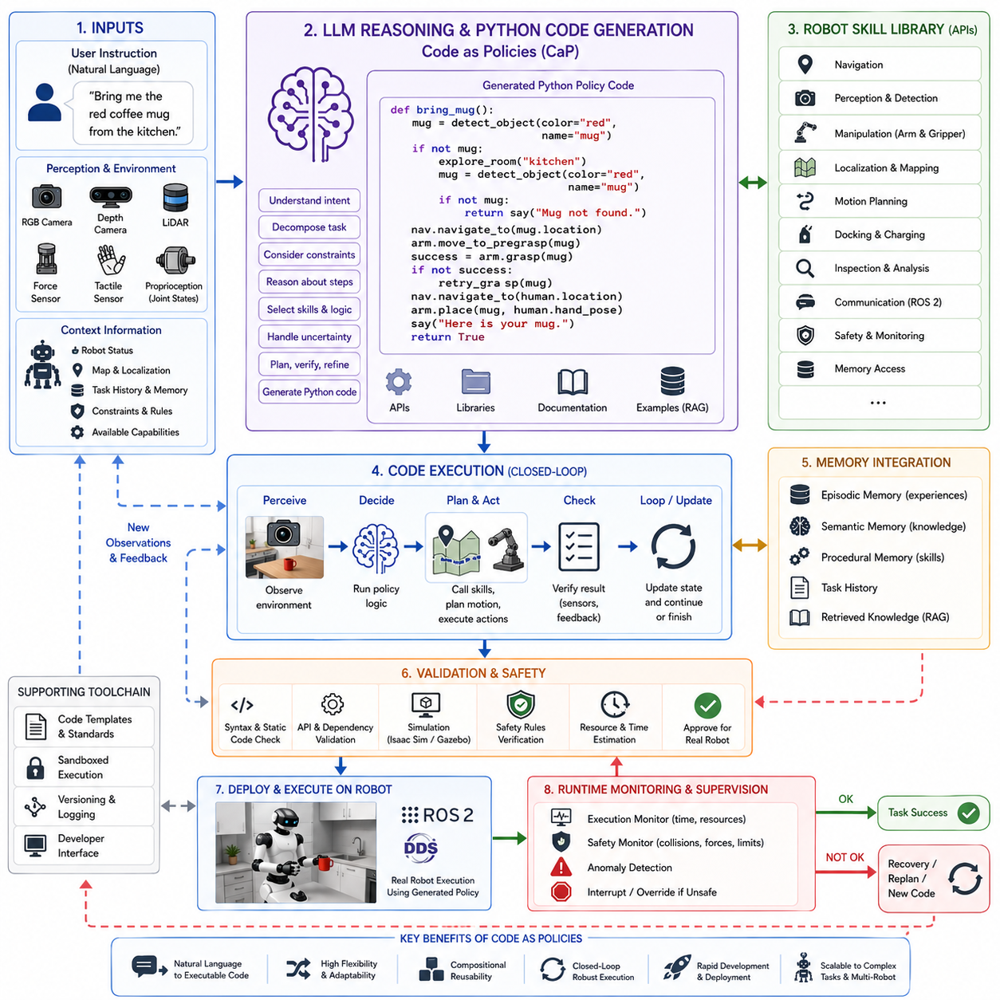 1. INPUTS
User Instruction
(Natural Language)
“Bring me the
red coffee mug
from the kitchen.”
Perception & Environment
RGB Camera
Depth
Camera
LiDAR
Force
Sensor
Tactile
Sensor
Proprioception
(Joint States)
Context Information
Robot Status
Map & Localization
Task History & Memory
Constraints & Rules
Available Capabilities
2. LLM REASONING & PYTHON CODE GENERATION
Code as Policies (CaP)
Understand intent
Decompose task
Consider constraints
Reason about steps
Select skills & logic
Handle uncertainty
Plan, verify, refine
Generate Python code
Generated Python Policy Code
def bring_mug():
mug = detect_object(color="red",
name="mug")
if not mug:
explore_room("kitchen")
mug = detect_object(color="red",
name="mug")
if not mug:
return say("Mug not found.")
nav.navigate_to(mug.location)
arm.move_to_pregrasp(mug)
success = arm.grasp(mug)
if not success:
retry_gra sp(mug)
nav.navigate_to(human.location)
arm.place(mug, human.hand_pose)
say("Here is your mug.")
return True
APIs
Libraries
Documentation
Examples (RAG)
3. ROBOT SKILL LIBRARY (APIs)
Navigation
Perception & Detection
Manipulation (Arm & Gripper)
Localization & Mapping
Motion Planning
Docking & Charging
Inspection & Analysis
Communication (ROS 2)
Safety & Monitoring
Memory Access
...
4. CODE EXECUTION (CLOSED-LOOP)
Perceive
Observe
environment
Decide
Run policy
logic
Plan & Act
Call skills,
plan motion,
execute actions
Check
Verify result
(sensors,
feedback)
Loop / Update
Update state
and continue
or finish
New
Observations
& Feedback
5. MEMORY INTEGRATION
Episodic Memory (experiences)
Semantic Memory (knowledge)
Procedural Memory (skills)
Task History
Retrieved Knowledge (RAG)
6. VALIDATION & SAFETY
</>
Syntax & Static
Code Check
API & Dependency
Validation
Simulation
(Isaac Sim / Gazebo)
Safety Rules
Verification
Resource & Time
Estimation
Approve for
Real Robot
SUPPORTING TOOLCHAIN
Code Templates
& Standards
Sandboxed
Execution
Versioning &
Logging
Developer
Interface
7. DEPLOY & EXECUTE ON ROBOT
ROS 2
DDS
Real Robot Execution
Using Generated Policy
8. RUNTIME MONITORING & SUPERVISION
Execution Monitor (time, resources)
Safety Monitor (collisions, forces, limits)
Anomaly Detection
Interrupt / Override if Unsafe
OK
Task Success
NOT OK
Recovery /
Replan /
New Code
KEY BENEFITS OF CODE AS POLICIES
Natural Language
to Executable Code
High Flexibility
& Adaptability
Compositional
Reusability
Closed-Loop
Robust Execution
Rapid Development
& Deployment
Scalable to Complex
Tasks & Multi-Robot